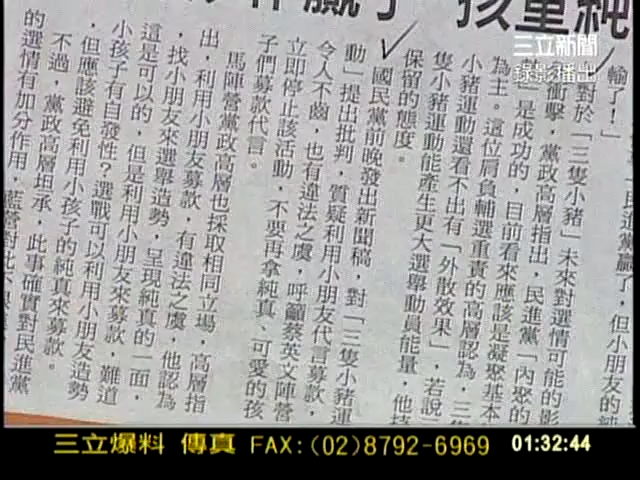 贏了 孩童純
三立新聞
錄影播出
民進黨贏了，但小朋友的純
輸了！」
對於「三隻小豬」未來對選情可能的影
衝擊，黨政高層指出，民進黨「內聚的
」是成功的，目前看來應該是凝聚基本
為主。這位肩負輔選重責的高層認為，三
小豬運動還看不出有「外散效果」，若說三
隻小豬運動能產生更大選舉動員能量，他持
保留的態度。
國民黨前晚發出新聞稿，對「三隻小豬運
動」提出批判，質疑利用小朋友代言募款，
令人不齒，也有違法之虞，呼籲蔡英文陣營
立即停止該活動，不要再拿純真、可愛的孩
子們募款代言。
馬陣營黨政高層也採取相同立場，高層指
出，利用小朋友募款，有違法之虞，他認為
，找小朋友來選舉造勢，呈現純真的一面，
這是可以的，但是利用小朋友來募款，難道
小孩子有自發性？選戰可以利用小朋友造勢
，但應該避免利用小孩子的純真來募款。
不過，黨政高層坦承，此事確實對民進黨
的選情有加分作用，藍營對此不
三立爆料 傳真 FAX:(02)8792-6969 01:32:44